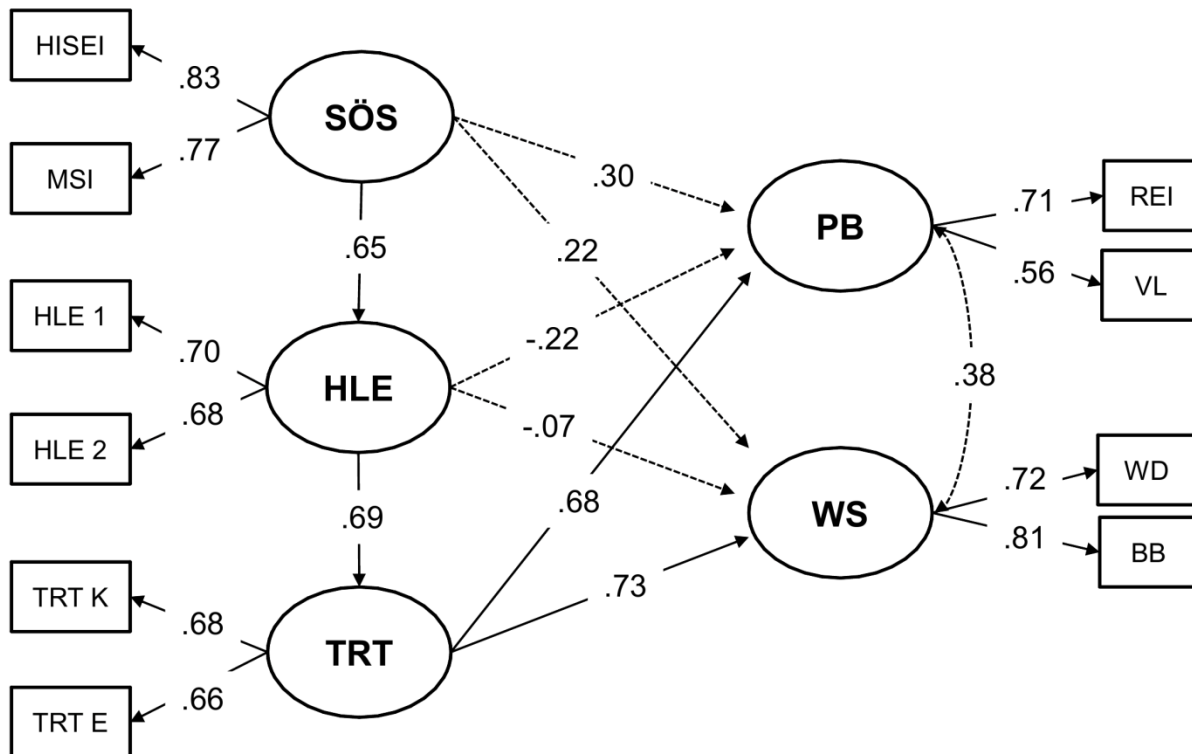 HISEI
.83
SÖS
MSI
.77
.30
.65
.22
PB
.71
REI
.56
VL
HLE 1
.70
HLE
-.22
.38
HLE 2
.68
-.07
.72
WD
.69
.68
WS
.81
BB
TRT K
.68
TRT
.73
TRT E
.66